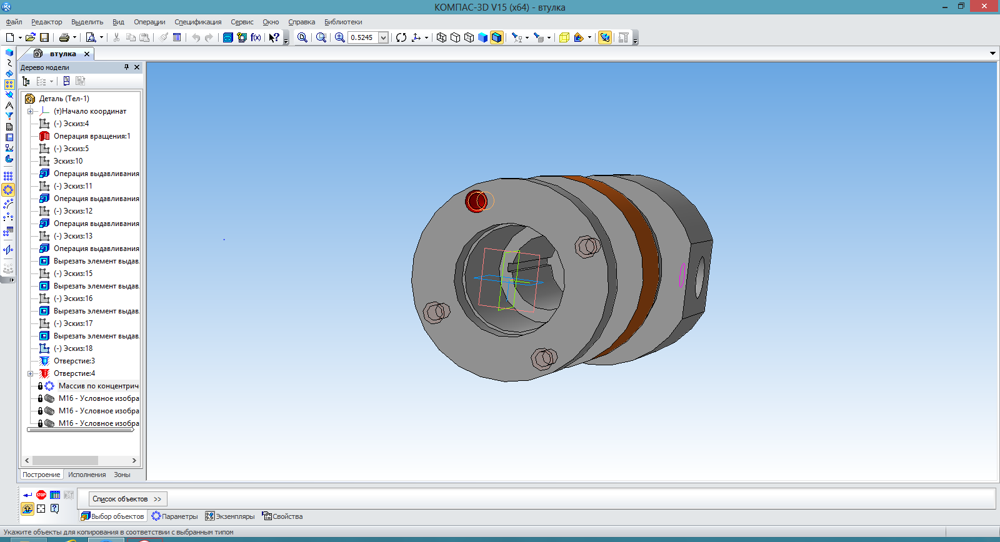 КОМПАС-3D V15 (x64) - втулка
Файл Редактор Выделить Вид Операции Спецификация Сервис Окно Справка Библиотеки
f(x) 0.5245
втулка
Дерево модели
Деталь (Тел-1)
(т)Начало координат
(-) Эскиз:4
Операция вращения:1
(-) Эскиз:5
Эскиз:10
Операция выдавливания
(-) Эскиз:11
Операция выдавливания
(-) Эскиз:12
Операция выдавливания
(-) Эскиз:13
Операция выдавливания
Вырезать элемент выдав
(-) Эскиз:15
Вырезать элемент выдав
(-) Эскиз:16
Вырезать элемент выдав
(-) Эскиз:17
Вырезать элемент выдав
(-) Эскиз:18
Отверстие:3
Отверстие:4
Массив по концентрич
М16 - Условное изобра
М16 - Условное изобра
М16 - Условное изобра
Построение Исполнения Зоны
STOP
Список объектов >>
Выбор объектов Параметры Экземпляры Свойства
Укажите объекты для копирования в соответствии с выбранным типом